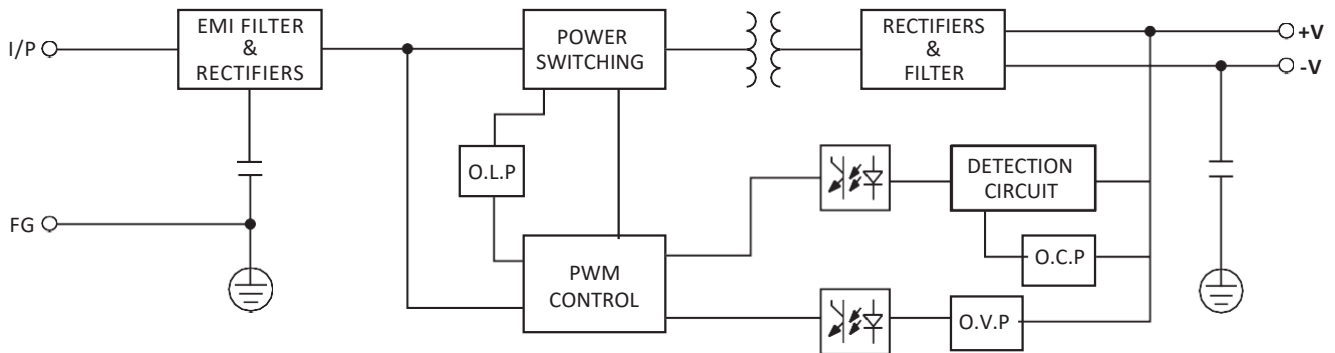 I/P
EMI FILTER
&
RECTIFIERS
POWER
SWITCHING
RECTIFIERS
&
FILTER
+V
-V
O.L.P
DETECTION
CIRCUIT
FG
O.C.P
PWM
CONTROL
O.V.P